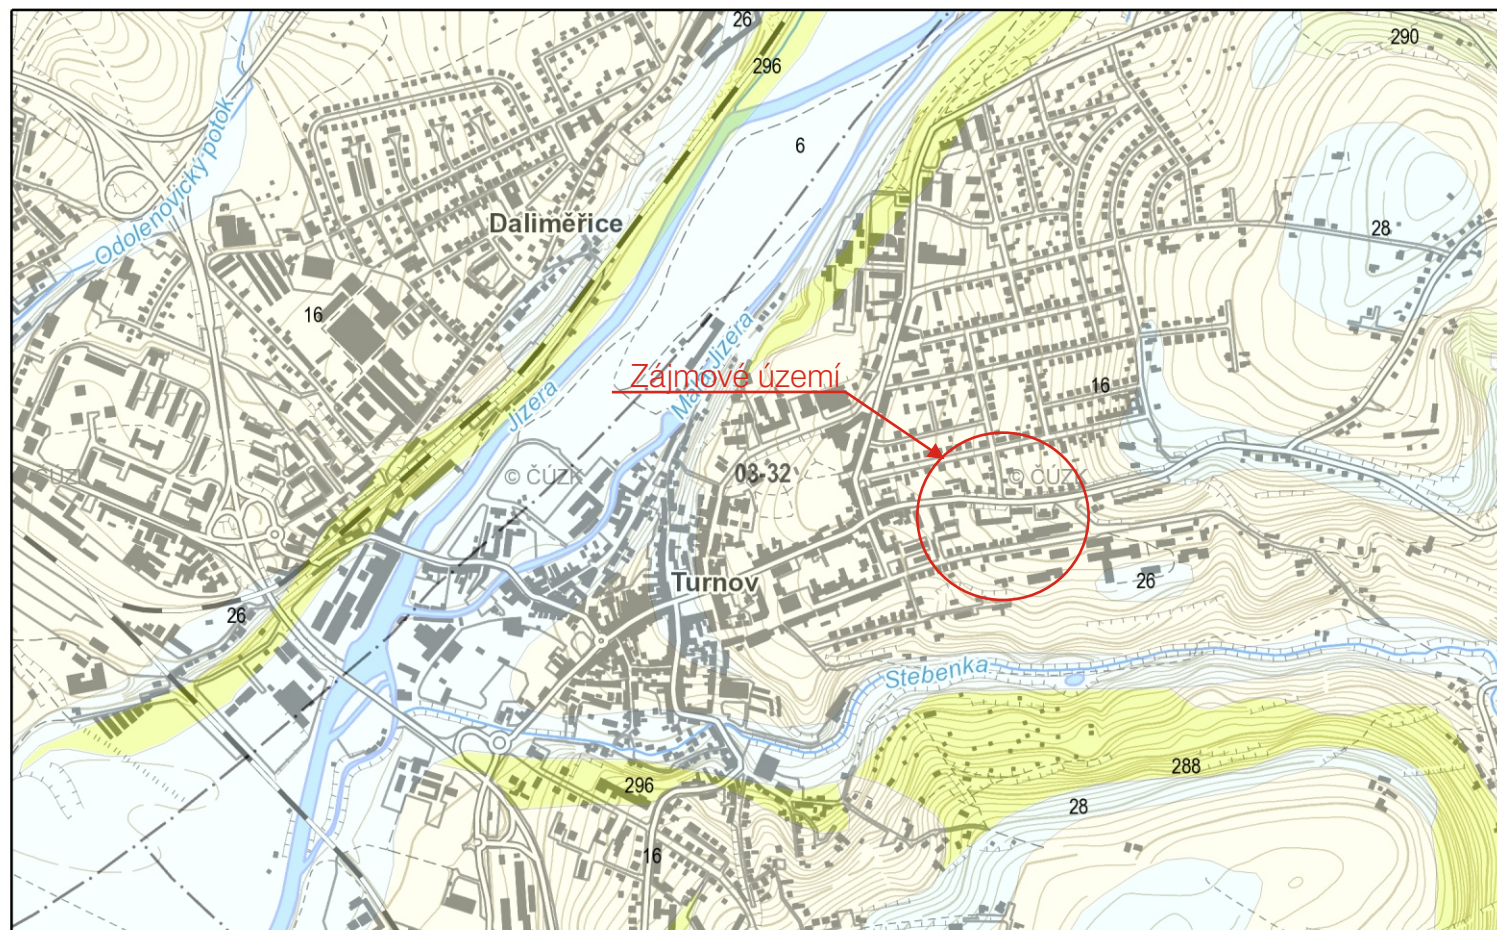 26
290
296
Odolenovický potok
6
Daliměřice
28
16
Malá Jizera
Zájmové území
16
Jizera
03-32
© ČÚZK
© ČÚZK
ČÚZK
Turnov
26
26
Stebenka
288
296
28
16